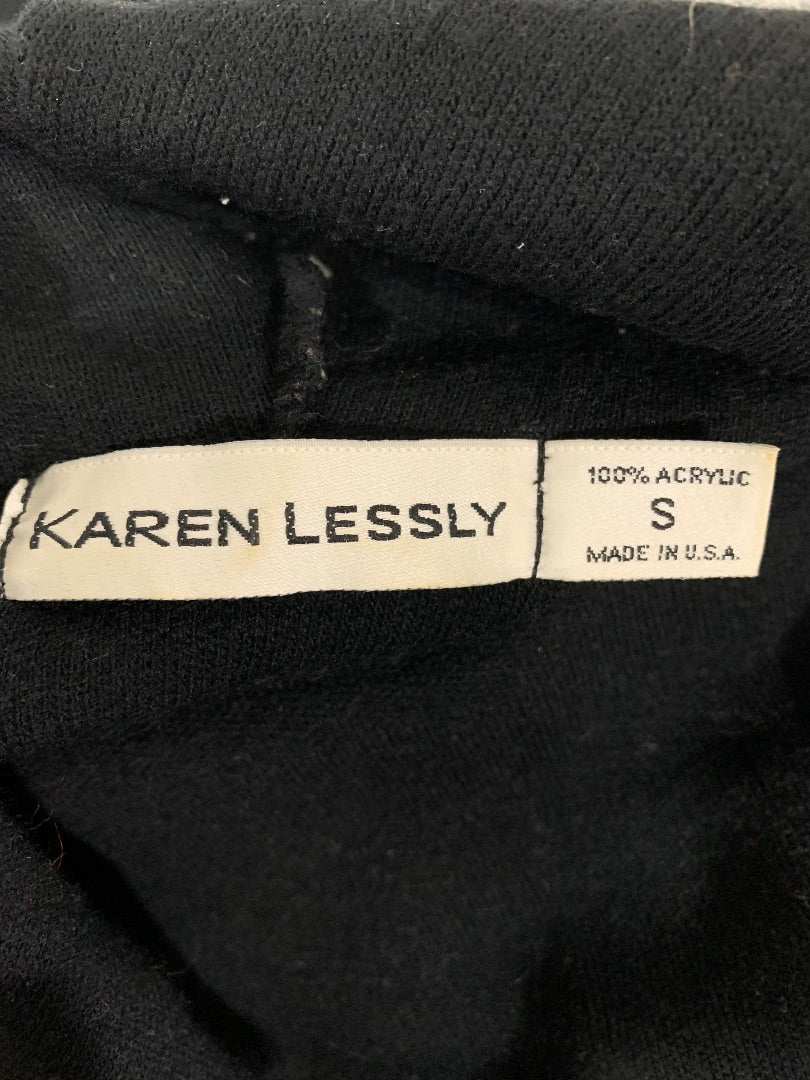 KAREN LESSLY
100% ACRYLIC
S
MADE IN U.S.A.